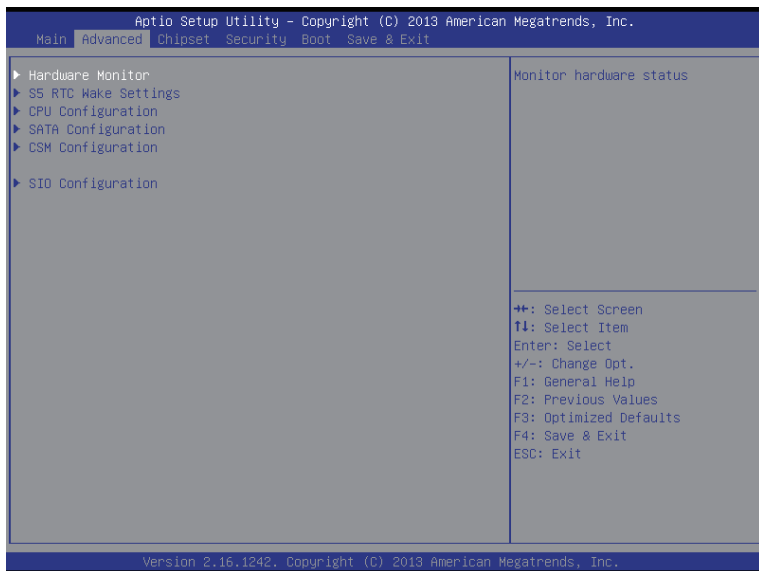 Aptio Setup Utility – Copyright (C) 2013 American Megatrends, Inc.
Main Advanced Chipset Security Boot Save & Exit
Hardware Monitor
S5 RTC Wake Settings
CPU Configuration
SATA Configuration
CSM Configuration
SIO Configuration
Monitor hardware status
→←: Select Screen
↑↓: Select Item
Enter: Select
+/-: Change Opt.
F1: General Help
F2: Previous Values
F3: Optimized Defaults
F4: Save & Exit
ESC: Exit
Version 2.16.1242. Copyright (C) 2013 American Megatrends, Inc.